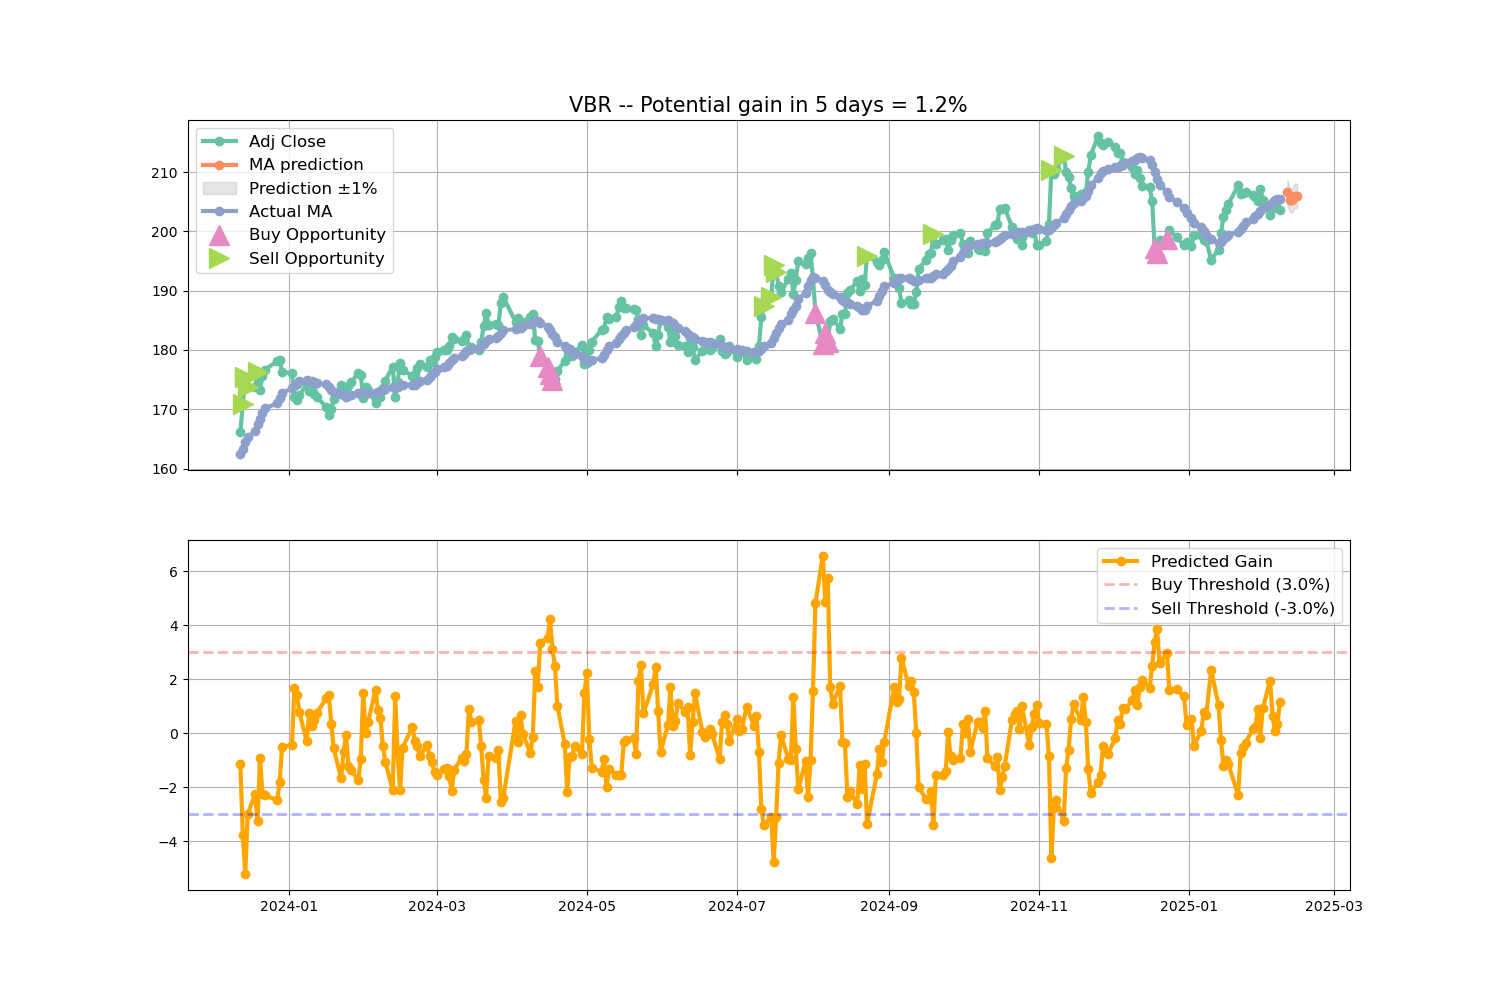 VBR -- Potential gain in 5 days = 1.2%
Adj Close
MA prediction
Prediction ±1%
Actual MA
Buy Opportunity
Sell Opportunity
210
200
190
180
170
160
Predicted Gain
Buy Threshold (3.0%)
Sell Threshold (-3.0%)
6
4
2
0
−2
−4
2024-01
2024-03
2024-05
2024-07
2024-09
2024-11
2025-01
2025-03